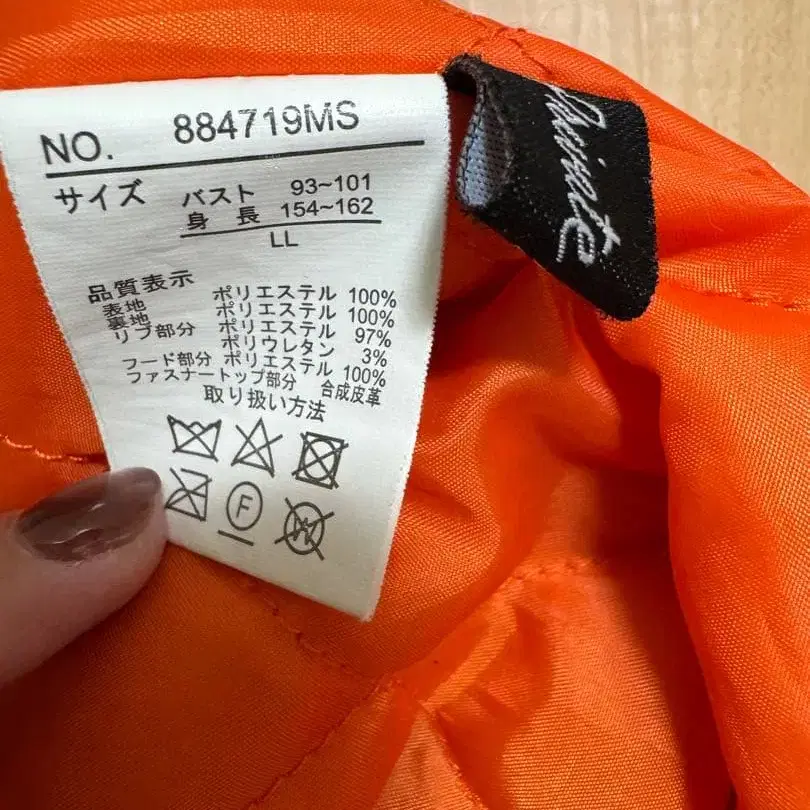 NO. 884719MS
サイズ バスト 93~101
身長 154~162
LL
品質表示
表地 ポリエステル 100%
裏地 ポリエステル 100%
リブ部分 ポリエステル 97%
ポリウレタン 3%
フード部分 ポリエステル 100%
ファスナートップ部分 合成皮革
取り扱い方法
F
W
Private